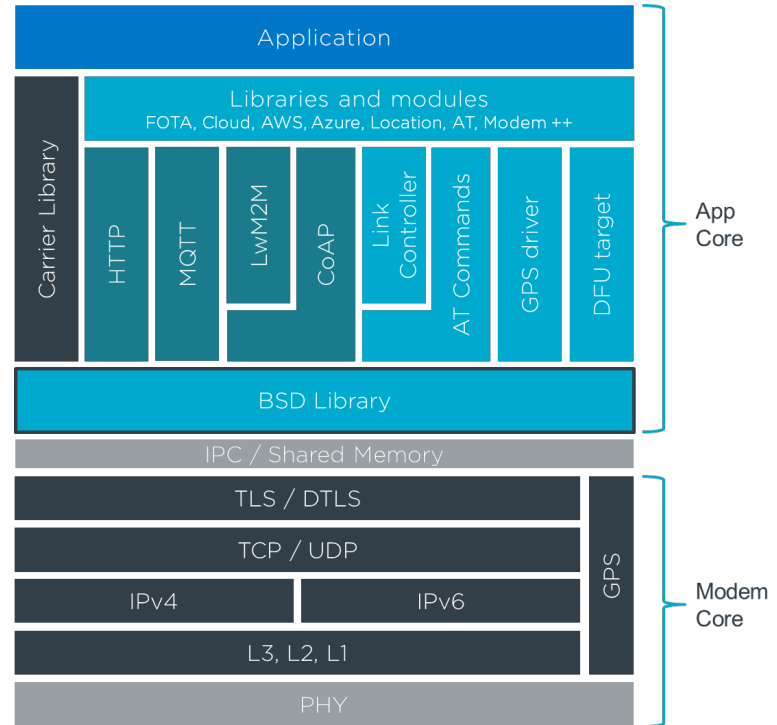 Application
Carrier Library
Libraries and modules
FOTA, Cloud, AWS, Azure, Location, AT, Modem ++
HTTP
MQTT
LwM2M
CoAP
Link
Controller
AT Commands
GPS driver
DFU target
App
Core
BSD Library
IPC / Shared Memory
TLS / DTLS
TCP / UDP
IPv4
IPv6
L3, L2, L1
GPS
Modem
Core
PHY